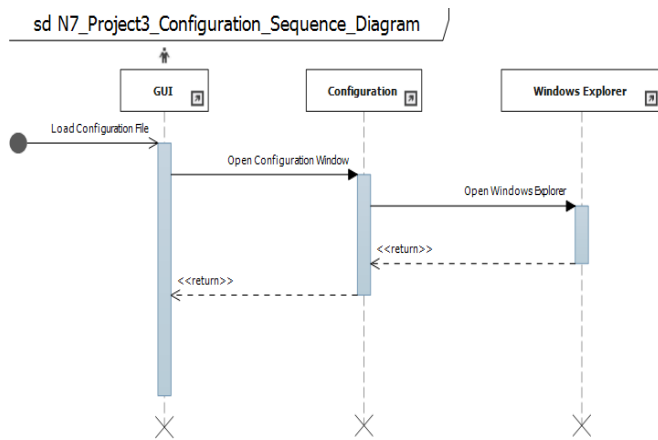 sd N7_Project3_Configuration_Sequence_Diagram
GUI
Configuration
Windows Explorer
Load Configuration File
Open Configuration Window
Open Windows Explorer
<<return>>
<<return>>